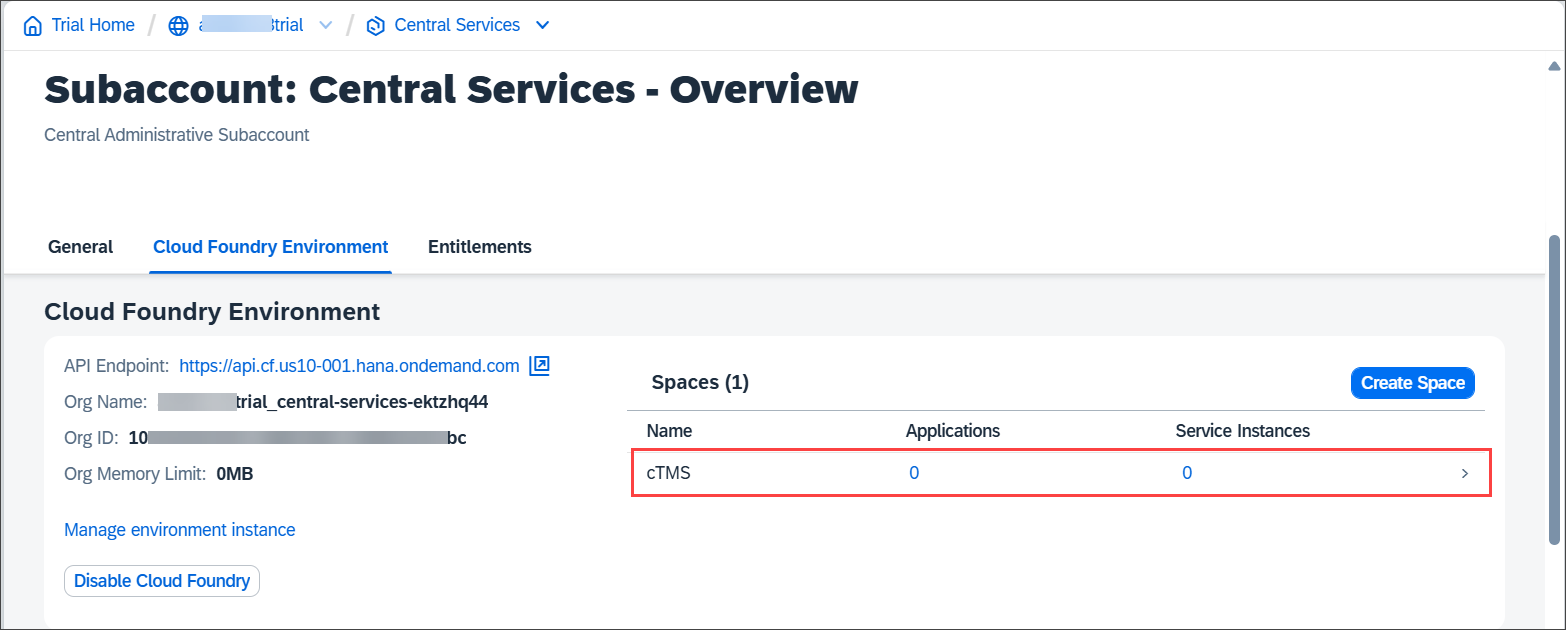 Trial Home / trial / Central Services
Subaccount: Central Services - Overview
Central Administrative Subaccount
General Cloud Foundry Environment Entitlements
Cloud Foundry Environment
API Endpoint: https://api.cf.us10-001.hana.ondemand.com
Org Name: trial_central-services-ektzhq44
Org ID: 10 bc
Org Memory Limit: 0MB
Manage environment instance
Disable Cloud Foundry
Spaces (1) Create Space
Name Applications Service Instances
cTMS 0 0